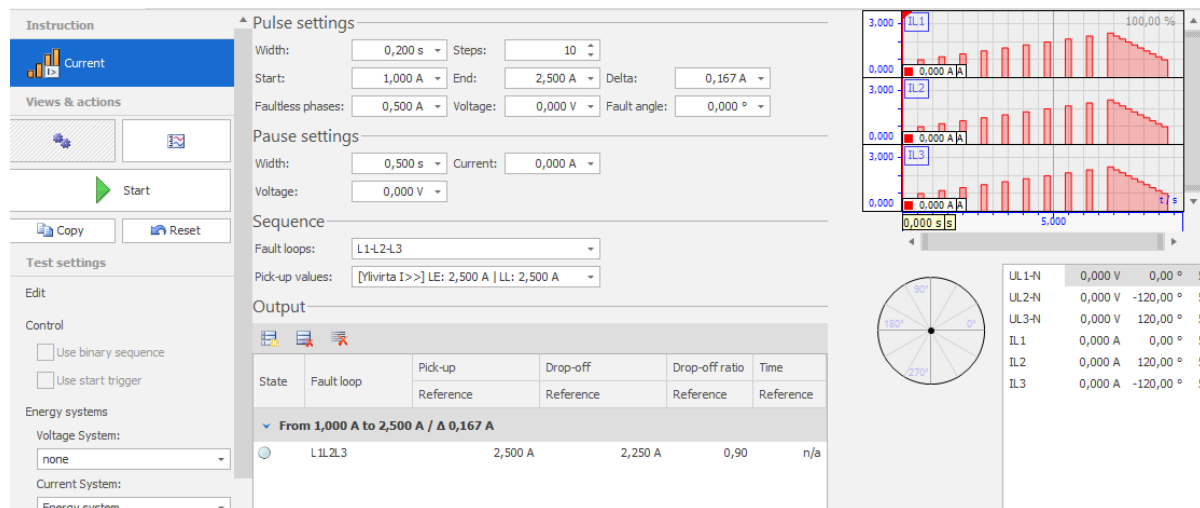 Instruction
Current
Views & actions
Start
Copy
Reset
Test settings
Edit
Control
Use binary sequence
Use start trigger
Energy systems
Voltage System:
none
Current System:
Energy system
Pulse settings
Width: 0,200 s Steps: 10
Start: 1,000 A End: 2,500 A Delta: 0,167 A
Faultless phases: 0,500 A Voltage: 0,000 V Fault angle: 0,000 °
Pause settings
Width: 0,500 s Current: 0,000 A
Voltage: 0,000 V
Sequence
Fault loops: L1-L2-L3
Pick-up values: [Ylivirta I>>] LE: 2,500 A | LL: 2,500 A
Output
State Fault loop Pick-up Drop-off Drop-off ratio Time
Reference Reference Reference Reference
From 1,000 A to 2,500 A / Δ 0,167 A
L1L2L3 2,500 A 2,250 A 0,90 n/a
3,000 IL1 100,00 %
0,000 0,000 A A
3,000 IL2
0,000 0,000 A A
3,000 IL3
0,000 0,000 A A t / s
0,000 s s 5,000
90°
180° 0°
270°
UL1-N 0,000 V 0,00 °
UL2-N 0,000 V -120,00 °
UL3-N 0,000 V 120,00 °
IL1 0,000 A 0,00 °
IL2 0,000 A 120,00 °
IL3 0,000 A -120,00 °